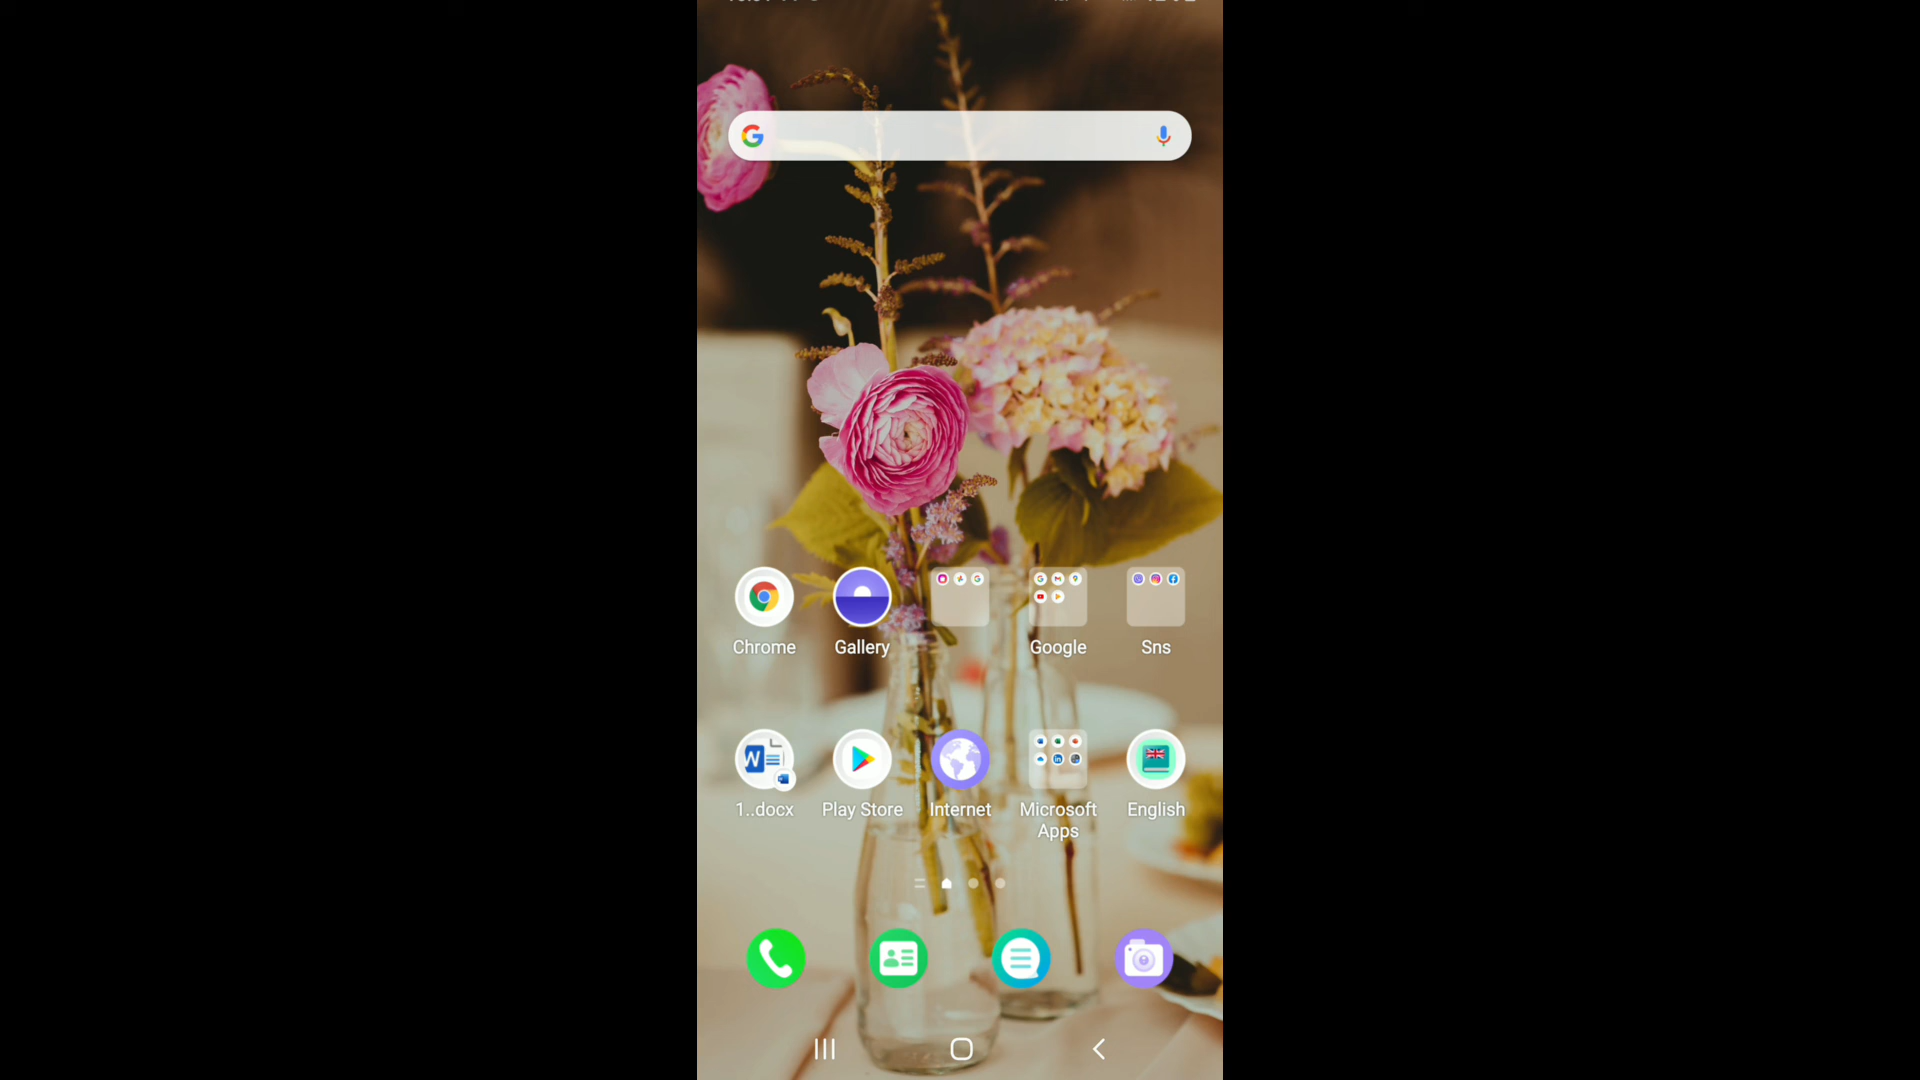 Chrome
Gallery
Google
Sns
1..docx
Play Store
Internet
Microsoft
Apps
English